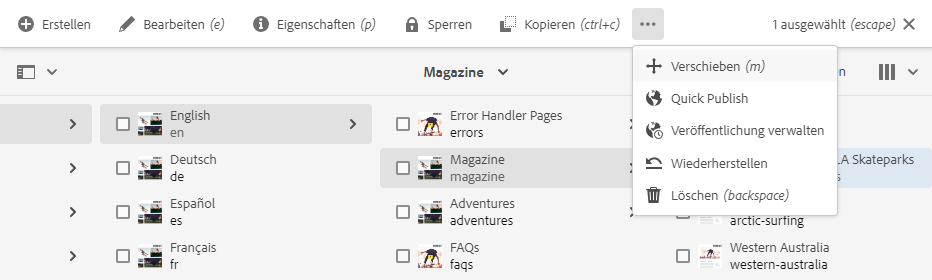 Erstellen
Bearbeiten (e)
Eigenschaften (p)
Sperren
Kopieren (ctrl+c)
1 ausgewählt (escape)
Magazine
en
Verschieben (m)
Quick Publish
Veröffentlichung verwalten
Wiederherstellen
Löschen (backspace)
English
en
Deutsch
de
Español
es
Français
fr
Error Handler Pages
errors
Magazine
magazine
Adventures
adventures
FAQs
faqs
LA Skateparks
s
arctic-surfing
Western Australia
western-australia